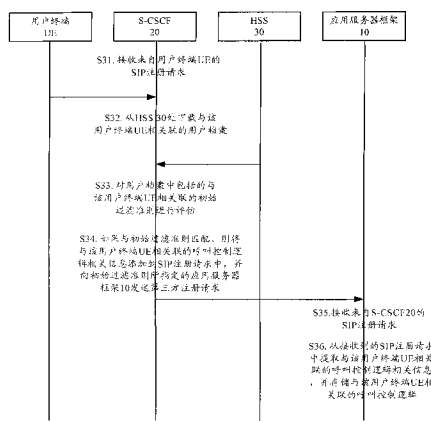 用户终端
UE
S-CSCF
20
HSS
30
应用服务器框架
10
S31. 接收来自用户终端UE的
SIP注册请求
S32. 从HSS 30处下载与该
用户终端UE相关联的用户档案
S33. 对用户档案中包括的与
该用户终端UE相关联的初始
过滤准则进行评估
S34. 如果与初始过滤准则匹配、则将
与该用户终端UE相关联的呼叫控制逻
辑相关信息添加到SIP注册请求中，并
向初始过滤准则所指定的应用服务器
框架10发送第三方注册请求
S35. 接收来自S-CSCF20的
SIP注册请求
S36. 从接收到的SIP注册请求
中提取与该用户终端UE相关
联的呼叫控制逻辑相关信息
，并存储与该用户终端UE相
关联的呼叫控制逻辑